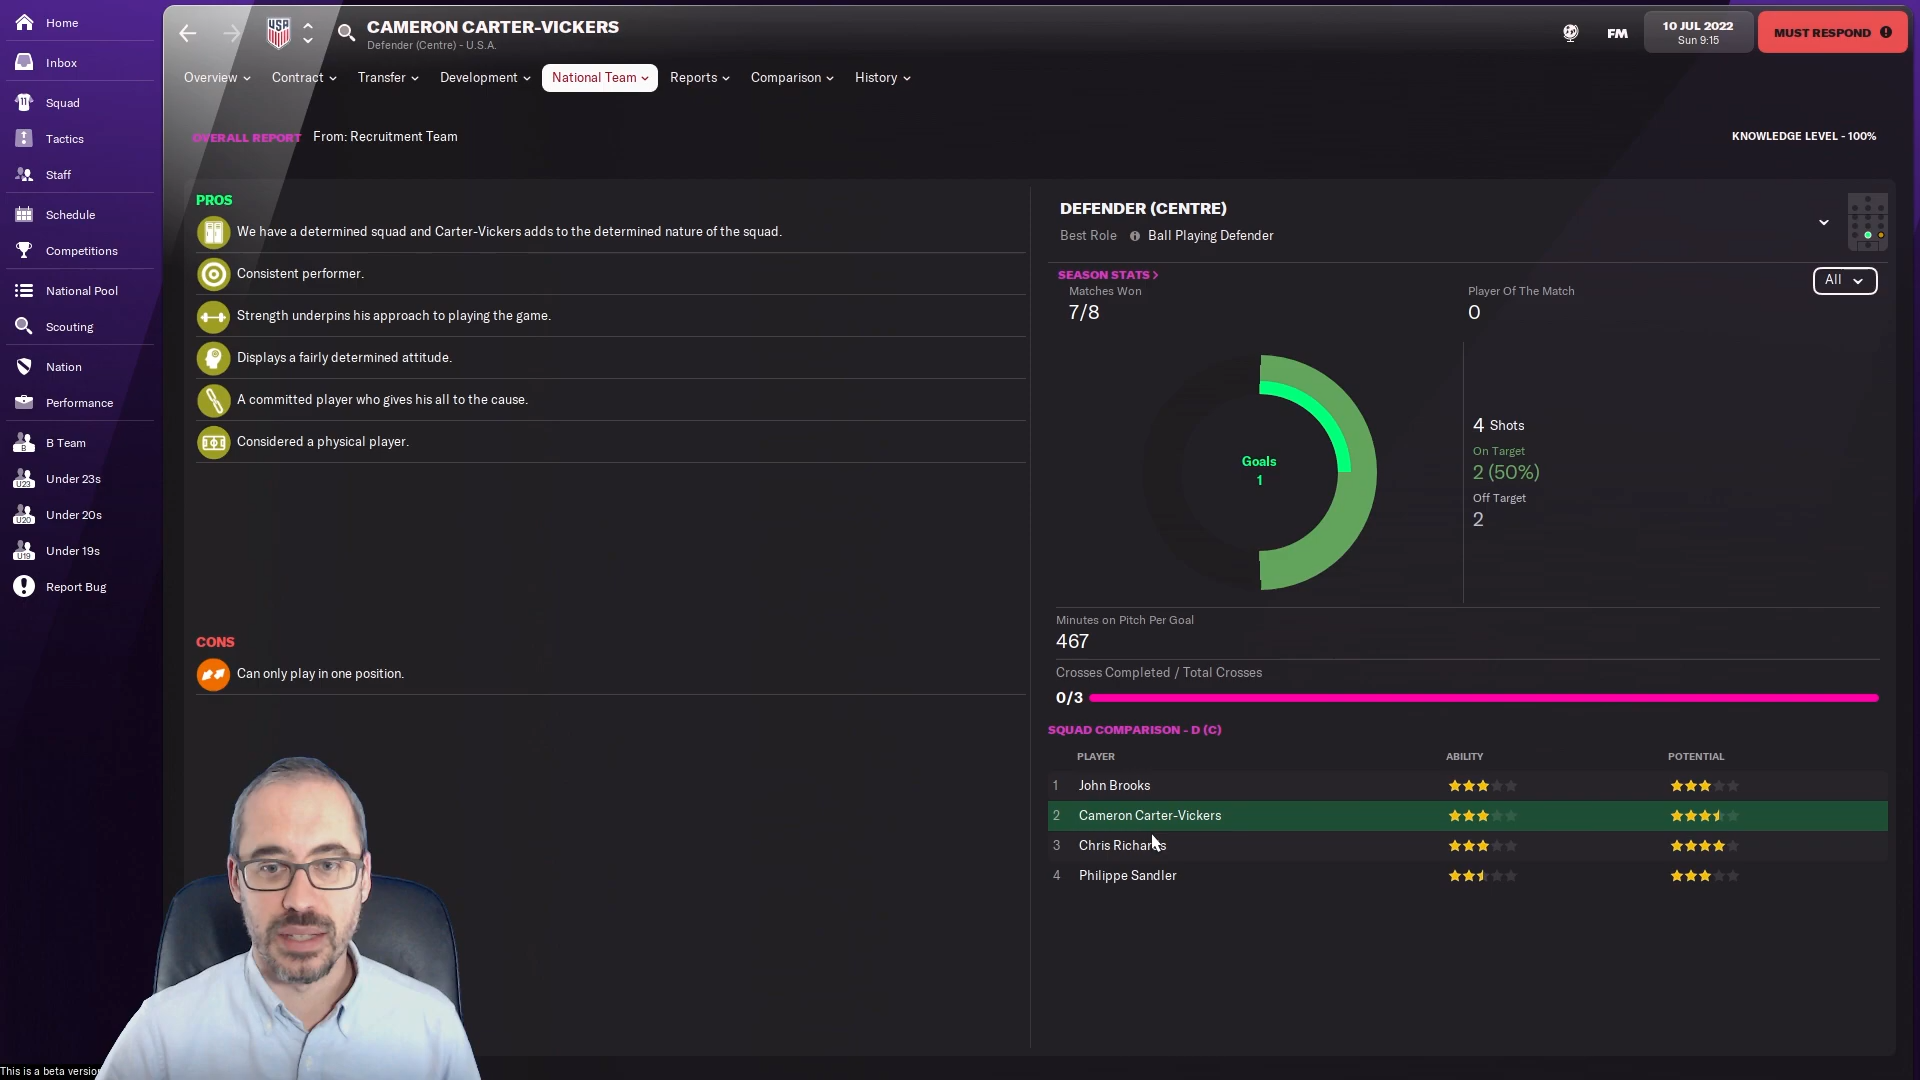 Home
Inbox
Squad
Tactics
Staff
Schedule
Competitions
National Pool
Scouting
Nation
Performance
B Team
Under 23s
Under 20s
Under 19s
Report Bug
CAMERON CARTER-VICKERS
Defender (Centre) - U.S.A.
FM
10 JUL 2022
Sun 9:15
MUST RESPOND
Overview
Contract
Transfer
Development
National Team
Reports
Comparison
History
OVERALL REPORT From: Recruitment Team
KNOWLEDGE LEVEL - 100%
PROS
We have a determined squad and Carter-Vickers adds to the determined nature of the squad.
Consistent performer.
Strength underpins his approach to playing the game.
Displays a fairly determined attitude.
A committed player who gives his all to the cause.
Considered a physical player.
CONS
Can only play in one position.
DEFENDER (CENTRE)
Best Role Ball Playing Defender
SEASON STATS >
All
Matches Won
7/8
Player Of The Match
0
Goals
1
4 Shots
On Target
2 (50%)
Off Target
2
Minutes on Pitch Per Goal
467
Crosses Completed / Total Crosses
0/3
SQUAD COMPARISON - D (C)
PLAYER ABILITY POTENTIAL
1 John Brooks
2 Cameron Carter-Vickers
3 Chris Richards
4 Philippe Sandler
This is a beta version